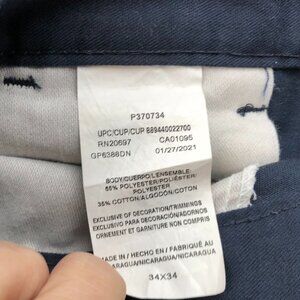 P370734
UPC/CUP/CUP 889440022700
RN20697 CA01095
GP6388DN 01/27/2021
BODY/CUERPO/L'ENSEMBLE:
65% POLYESTER/POLIÉSTER/
POLYESTER
35% COTTON/ALGODÓN/COTON
EXCLUSIVE OF DECORATION/TRIMMINGS
EXCLUSIVO PARA DECORACIÓN/ADORNOS
ORNEMENT ET GARNITURE NON COMPRIS
MADE IN / HECHO EN / FABRIQUÉ AU
NICARAGUA/NICARAGUA/NICARAGUA
34X34